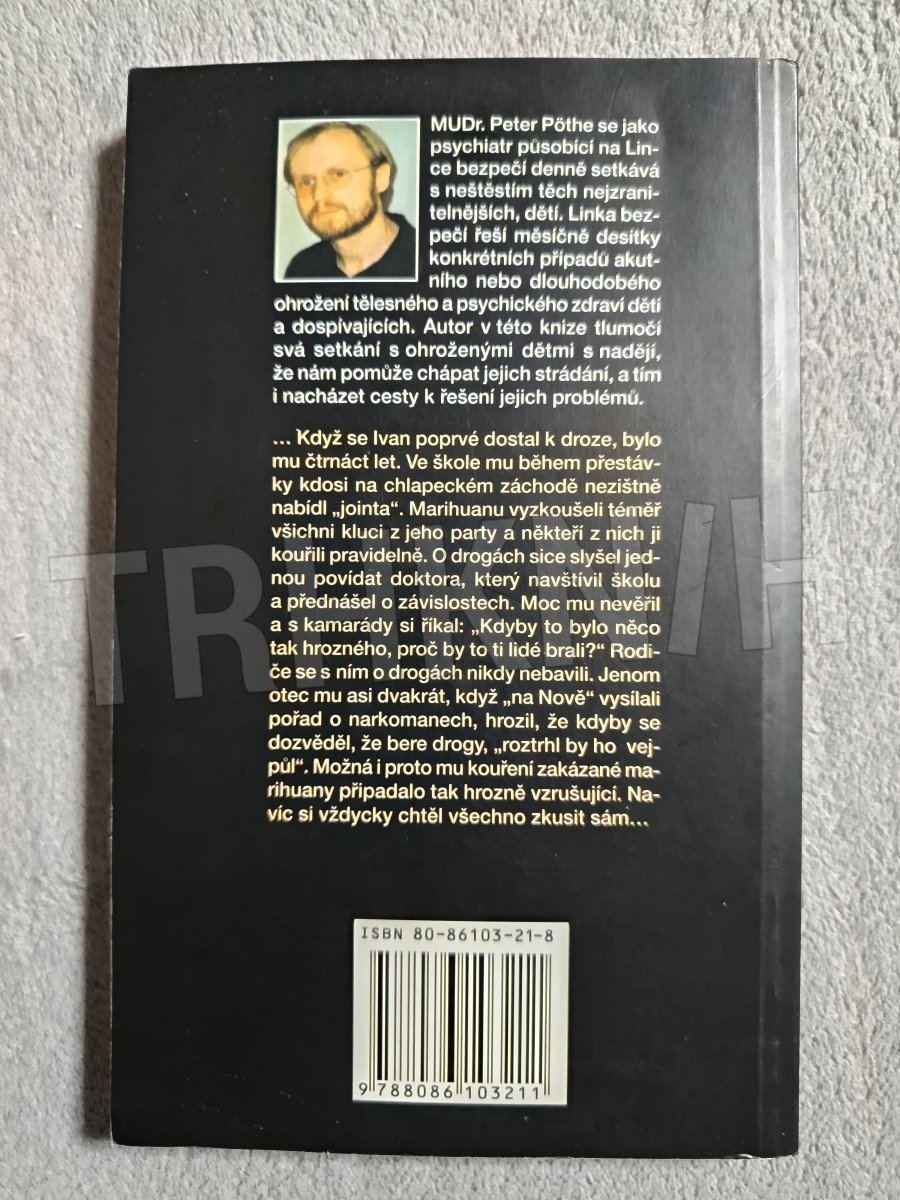 MUDr. Peter Pöthe se jako
psychiatr působící na Lin-
ce bezpečí denně setkává
s neštěstím těch nejzrani-
telnějších, dětí. Linka bez-
pečí řeší měsíčně desítky
konkrétních případů akut-
ního nebo dlouhodobého
ohrožení tělesného a psychického zdraví dětí
a dospívajících. Autor v této knize tlumočí
svá setkání s ohroženými dětmi s nadějí,
že nám pomůže chápat jejich strádání, a tím
i nacházet cesty k řešení jejich problémů.
... Když se Ivan poprvé dostal k droze, bylo
mu čtrnáct let. Ve škole mu během přestáv-
ky kdosi na chlapeckém záchodě nezištně
nabídl „jointa“. Marihuanu vyzkoušeli téměř
všichni kluci z jeho party a někteří z nich ji
kouřili pravidelně. O drogách sice slyšel jed-
nou povídat doktora, který navštívil školu
a přednášel o závislostech. Moc mu nevěřil
a s kamarády si říkal: „Kdyby to bylo něco
tak hrozného, proč by to ti lidé brali?“ Rodi-
če se s ním o drogách nikdy nebavili. Jenom
otec mu asi dvakrát, když „na Nově“ vysílali
pořad o narkomanech, hrozil, že kdyby se
dozvěděl, že bere drogy, „roztrhl by ho vej-
půl“. Možná i proto mu kouření zakázané ma-
rihuany připadalo tak hrozně vzrušující. Na-
víc si vždycky chtěl všechno zkusit sám...
TRHKNIH
ISBN 80-86103-21-8
9 788086 103211